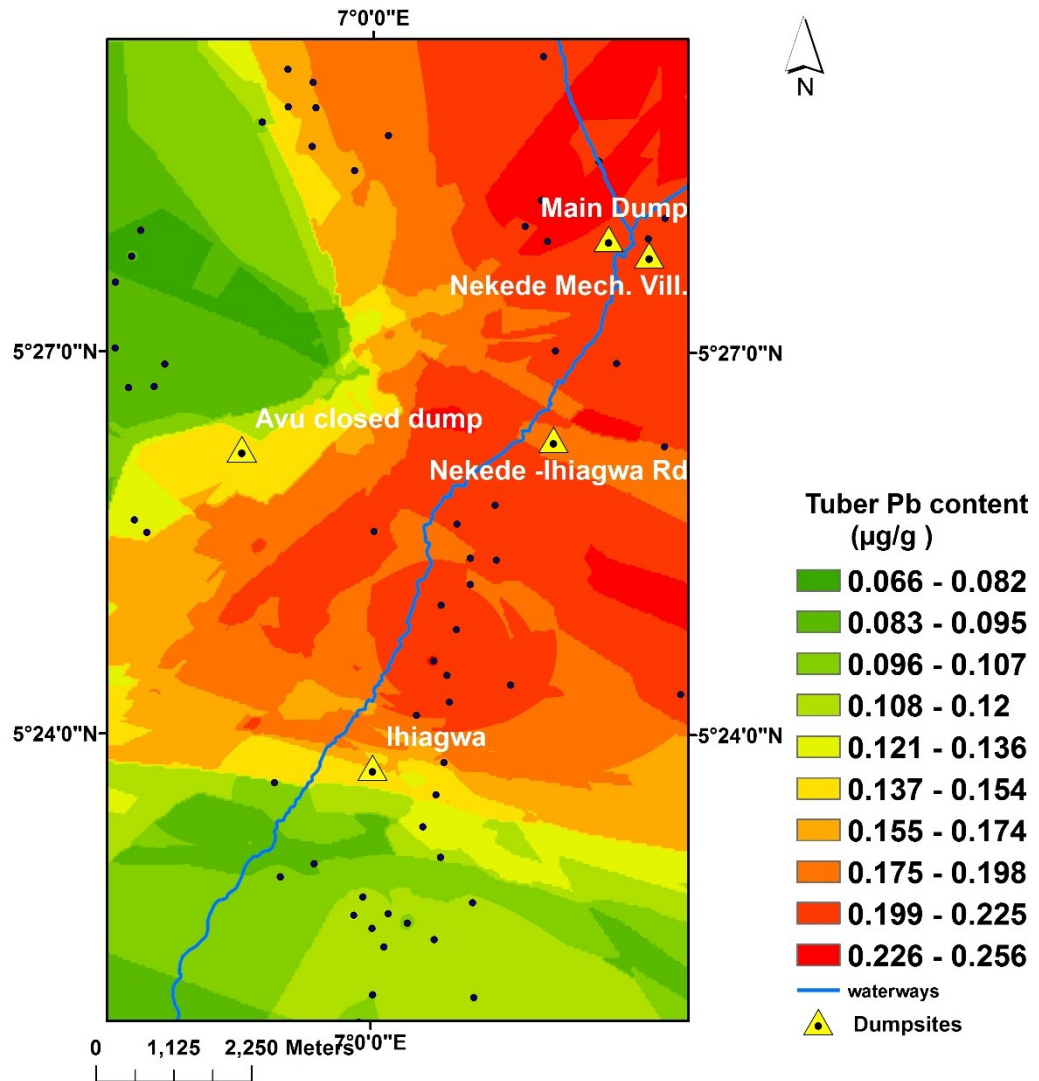 7°0'0"E
N
Main Dump
Nekede Mech. Vill.
5°27'0"N
5°27'0"N
Avu closed dump
Nekede -Ihiagwa Rd
5°24'0"N
5°24'0"N
Ihiagwa
Tuber Pb content
(µg/g )
0.066 - 0.082
0.083 - 0.095
0.096 - 0.107
0.108 - 0.12
0.121 - 0.136
0.137 - 0.154
0.155 - 0.174
0.175 - 0.198
0.199 - 0.225
0.226 - 0.256
waterways
Dumpsites
7°0'0"E
0 1,125 2,250 Meters